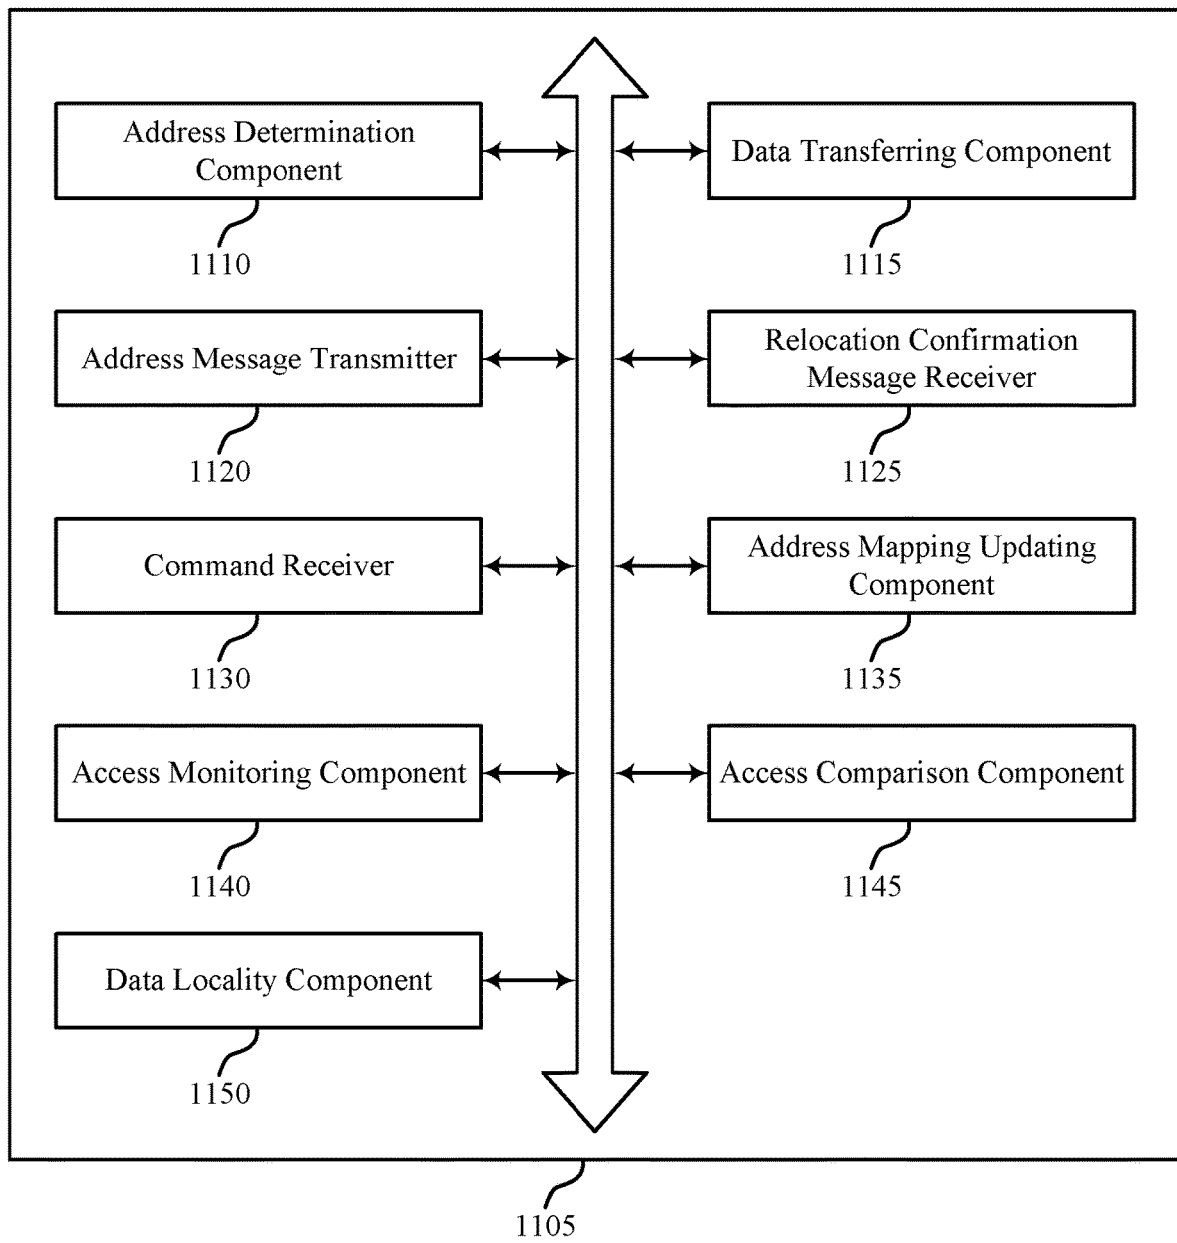 Address Determination
Component
1110
Data Transferring Component
1115
Address Message Transmitter
1120
Relocation Confirmation
Message Receiver
1125
Command Receiver
1130
Address Mapping Updating
Component
1135
Access Monitoring Component
1140
Access Comparison Component
1145
Data Locality Component
1150
1105